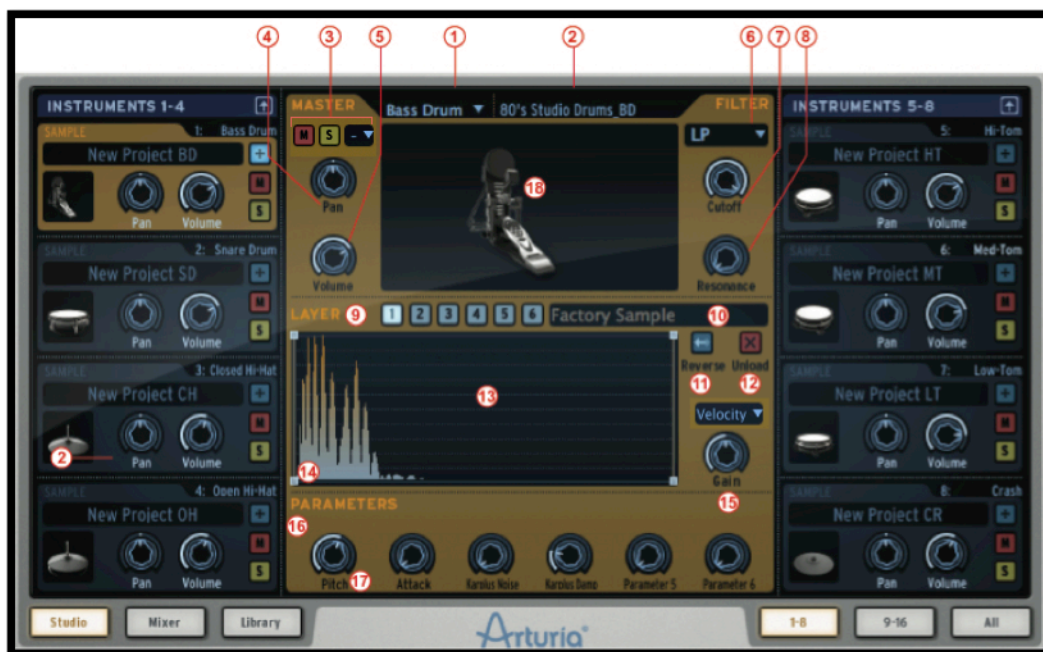 4 3 5 1 2 6 7 8
INSTRUMENTS 1-4
SAMPLE 1: Bass Drum
New Project BD +
Pan Volume M S
SAMPLE 2: Snare Drum
New Project SD +
Pan Volume M S
SAMPLE 3: Closed Hi-Hat
New Project CH +
2 Pan Volume M S
SAMPLE 4: Open Hi-Hat
New Project OH +
Pan Volume M S
MASTER Bass Drum 80's Studio Drums_BD FILTER
M S - LP
Pan 18 Cutoff
Volume Resonance
LAYER 9 1 2 3 4 5 6 Factory Sample 10
Reverse Unload
13 11 12
Velocity
14 Gain
15
PARAMETERS
16
Pitch 17 Attack Karplus Noise Karplus Damp Parameter 5 Parameter 6
INSTRUMENTS 5-8
SAMPLE 5: Hi-Tom
New Project HT +
Pan Volume M S
SAMPLE 6: Med-Tom
New Project MT +
Pan Volume M S
SAMPLE 7: Low-Tom
New Project LT +
Pan Volume M S
SAMPLE 8: Crash
New Project CR +
Pan Volume M S
Studio Mixer Library Arturia® 1-8 9-16 All